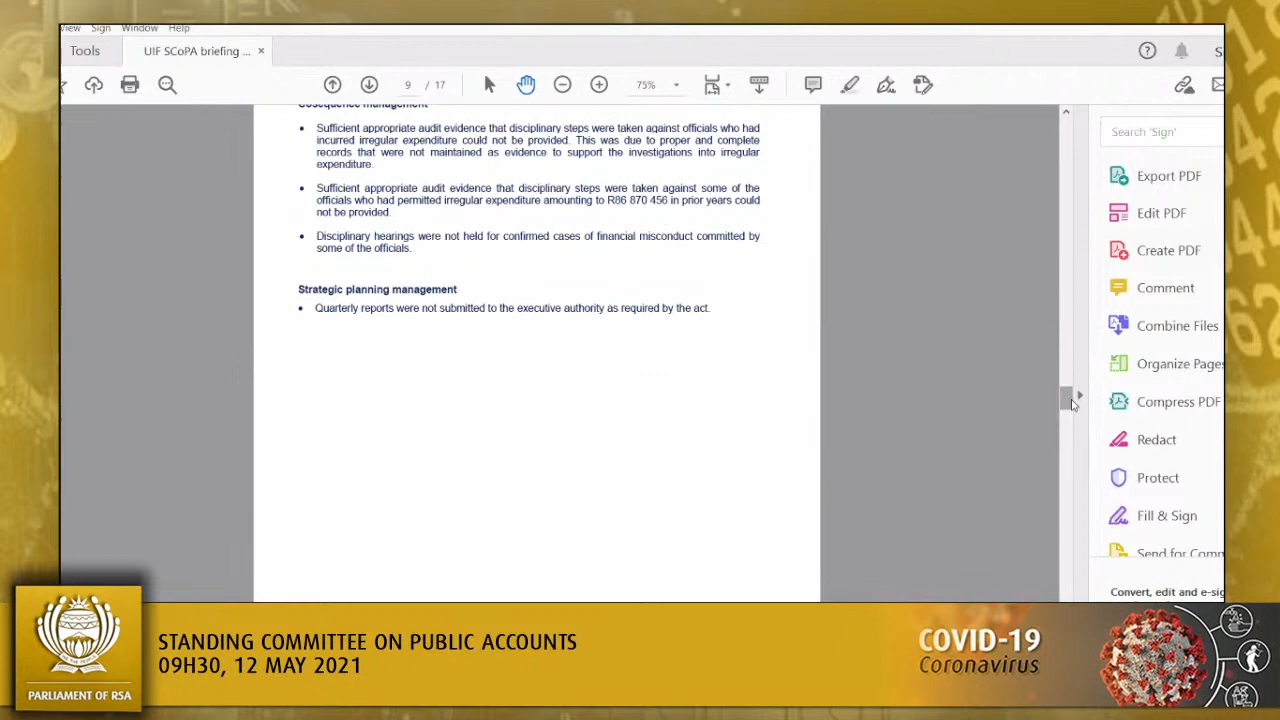 View Sign Window Help
Tools
UIF SCoPA briefing ... ×
9 / 17
75%
Cosequence management
• Sufficient appropriate audit evidence that disciplinary steps were taken against officials who had
incurred irregular expenditure could not be provided. This was due to proper and complete
records that were not maintained as evidence to support the investigations into irregular
expenditure.
• Sufficient appropriate audit evidence that disciplinary steps were taken against some of the
officials who had permitted irregular expenditure amounting to R86 870 456 in prior years could
not be provided.
• Disciplinary hearings were not held for confirmed cases of financial misconduct committed by
some of the officials.
Strategic planning management
• Quarterly reports were not submitted to the executive authority as required by the act.
Search 'Sign'
Export PDF
Edit PDF
Create PDF
Comment
Combine Files
Organize Pages
Compress PDF
Redact
Protect
Fill & Sign
Send for Comm
Convert, edit and e-sig
STANDING COMMITTEE ON PUBLIC ACCOUNTS
09H30, 12 MAY 2021
PARLIAMENT OF RSA
COVID-19
Coronavirus